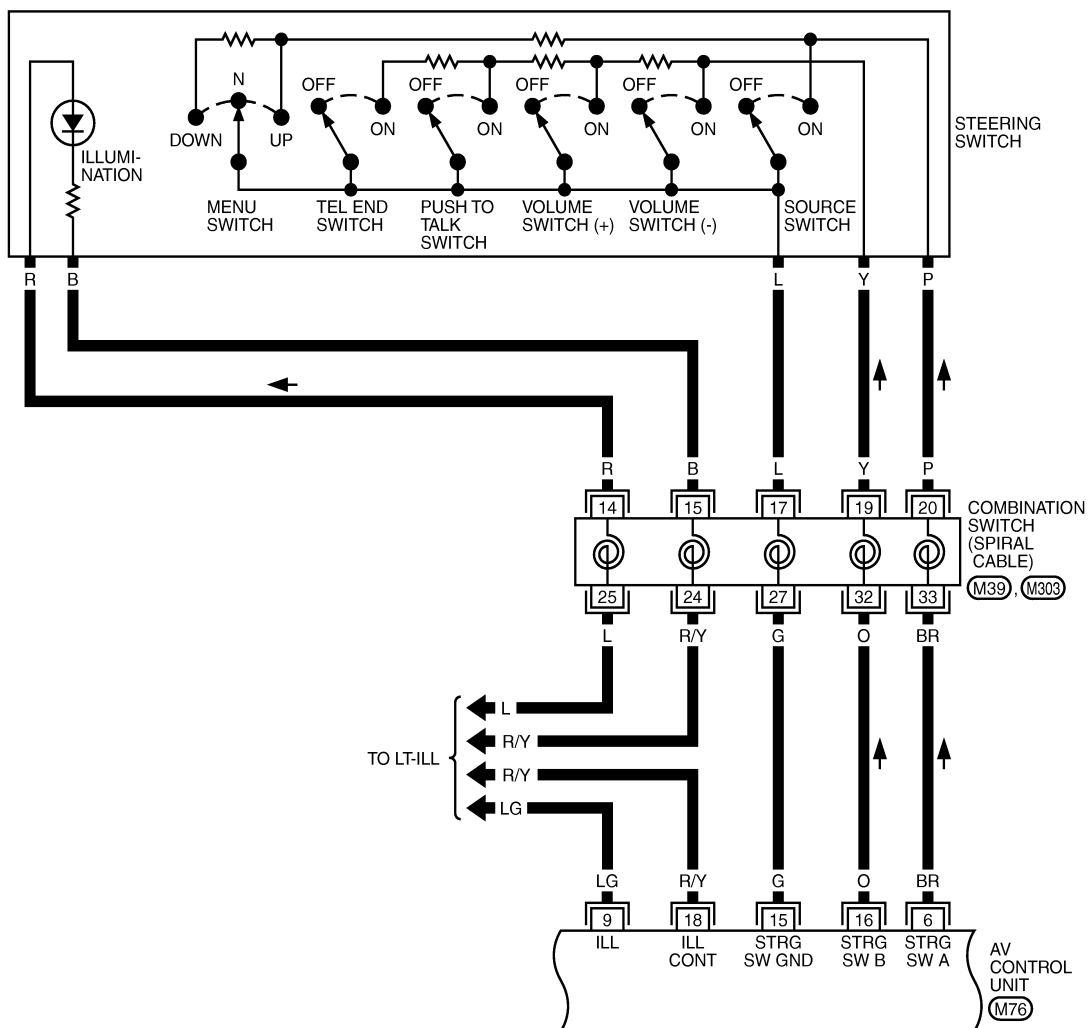 N
OFF
OFF
OFF
OFF
OFF
DOWN
UP
ON
ON
ON
ON
ON
STEERING
SWITCH
ILLUMI-
NATION
MENU
SWITCH
TEL END
SWITCH
PUSH TO
TALK
SWITCH
VOLUME
SWITCH (+)
VOLUME
SWITCH (-)
SOURCE
SWITCH
R B L Y P
R B L Y P
14 15 17 19 20
COMBINATION
SWITCH
(SPIRAL
CABLE)
M39 , M303
25 24 27 32 33
L R/Y G O BR
L
R/Y
TO LT-ILL
R/Y
LG
LG R/Y G O BR
9 18 15 16 6
ILL
ILL
CONT
STRG
SW GND
STRG
SW B
STRG
SW A
AV
CONTROL
UNIT
M76